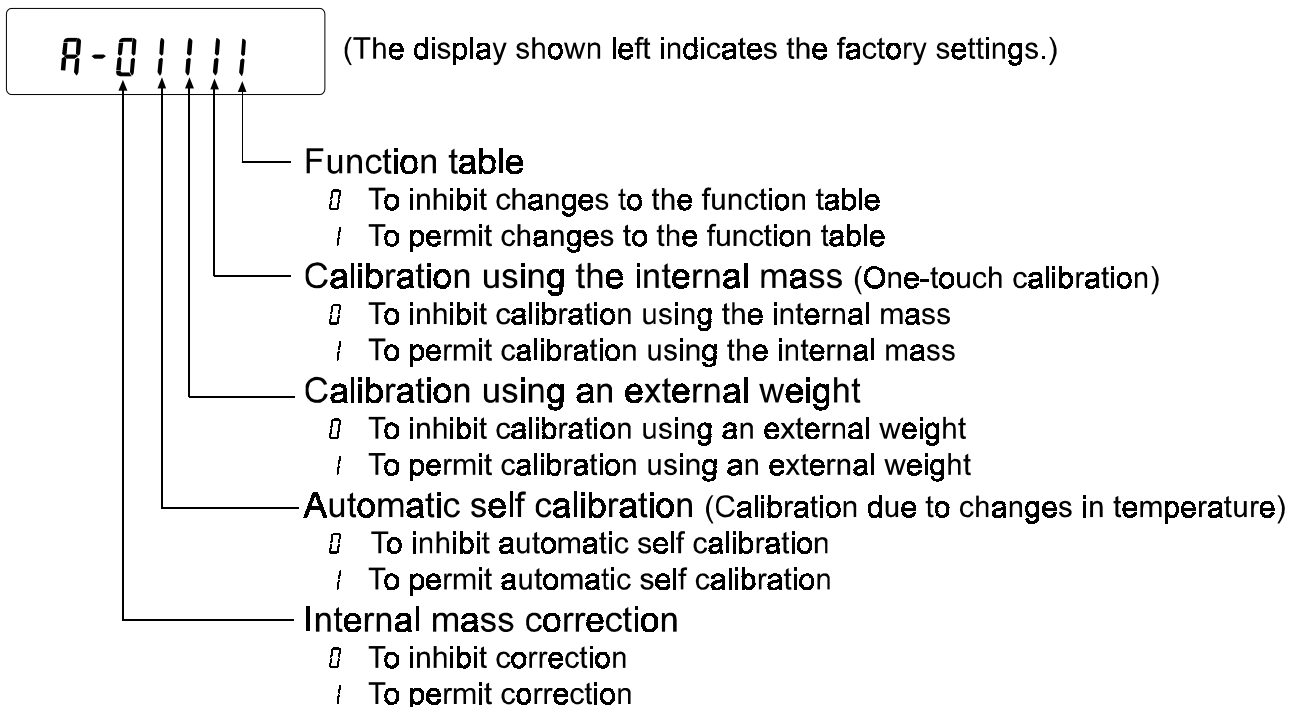 A-01111 (The display shown left indicates the factory settings.)
Function table
0 To inhibit changes to the function table
1 To permit changes to the function table
Calibration using the internal mass (One-touch calibration)
0 To inhibit calibration using the internal mass
1 To permit calibration using the internal mass
Calibration using an external weight
0 To inhibit calibration using an external weight
1 To permit calibration using an external weight
Automatic self calibration (Calibration due to changes in temperature)
0 To inhibit automatic self calibration
1 To permit automatic self calibration
Internal mass correction
0 To inhibit correction
1 To permit correction